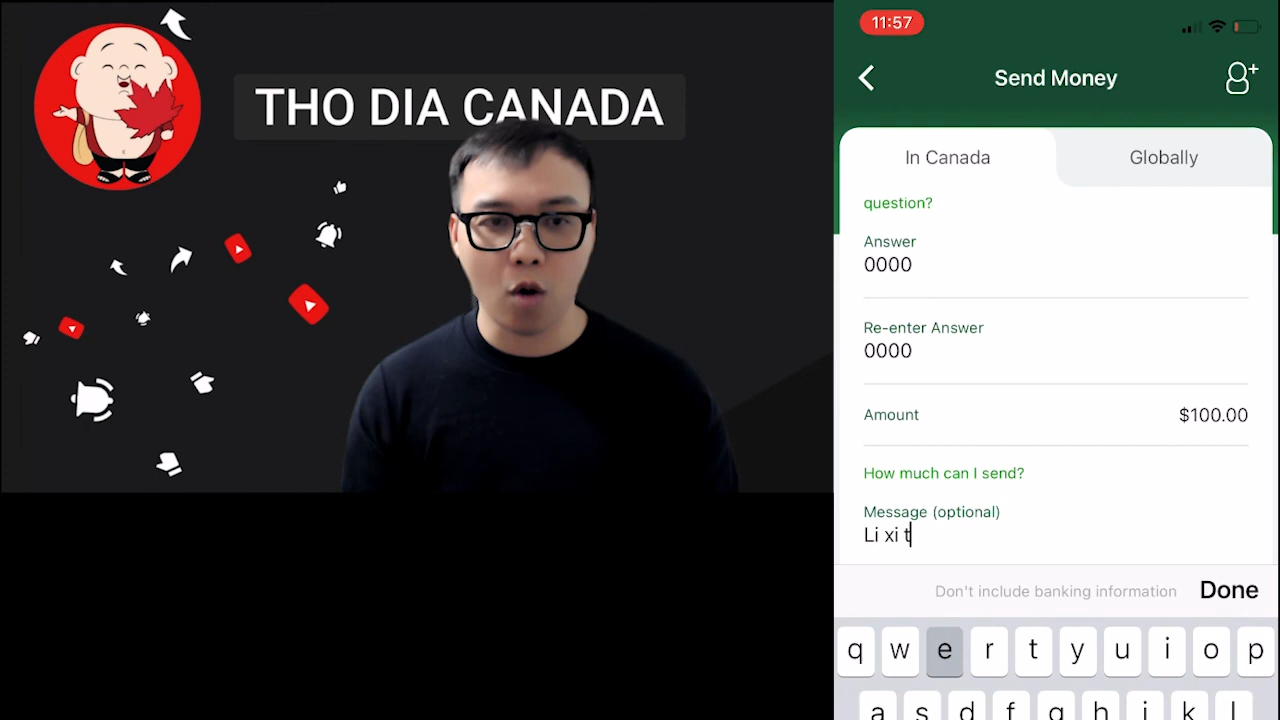 THO DIA CANADA
11:57
Send Money
In Canada
Globally
question?
Answer
0000
Re-enter Answer
0000
Amount
$100.00
How much can I send?
Message (optional)
Li xi t
Don't include banking information
Done
q w e r t y u i o p
a s d f g h j k l